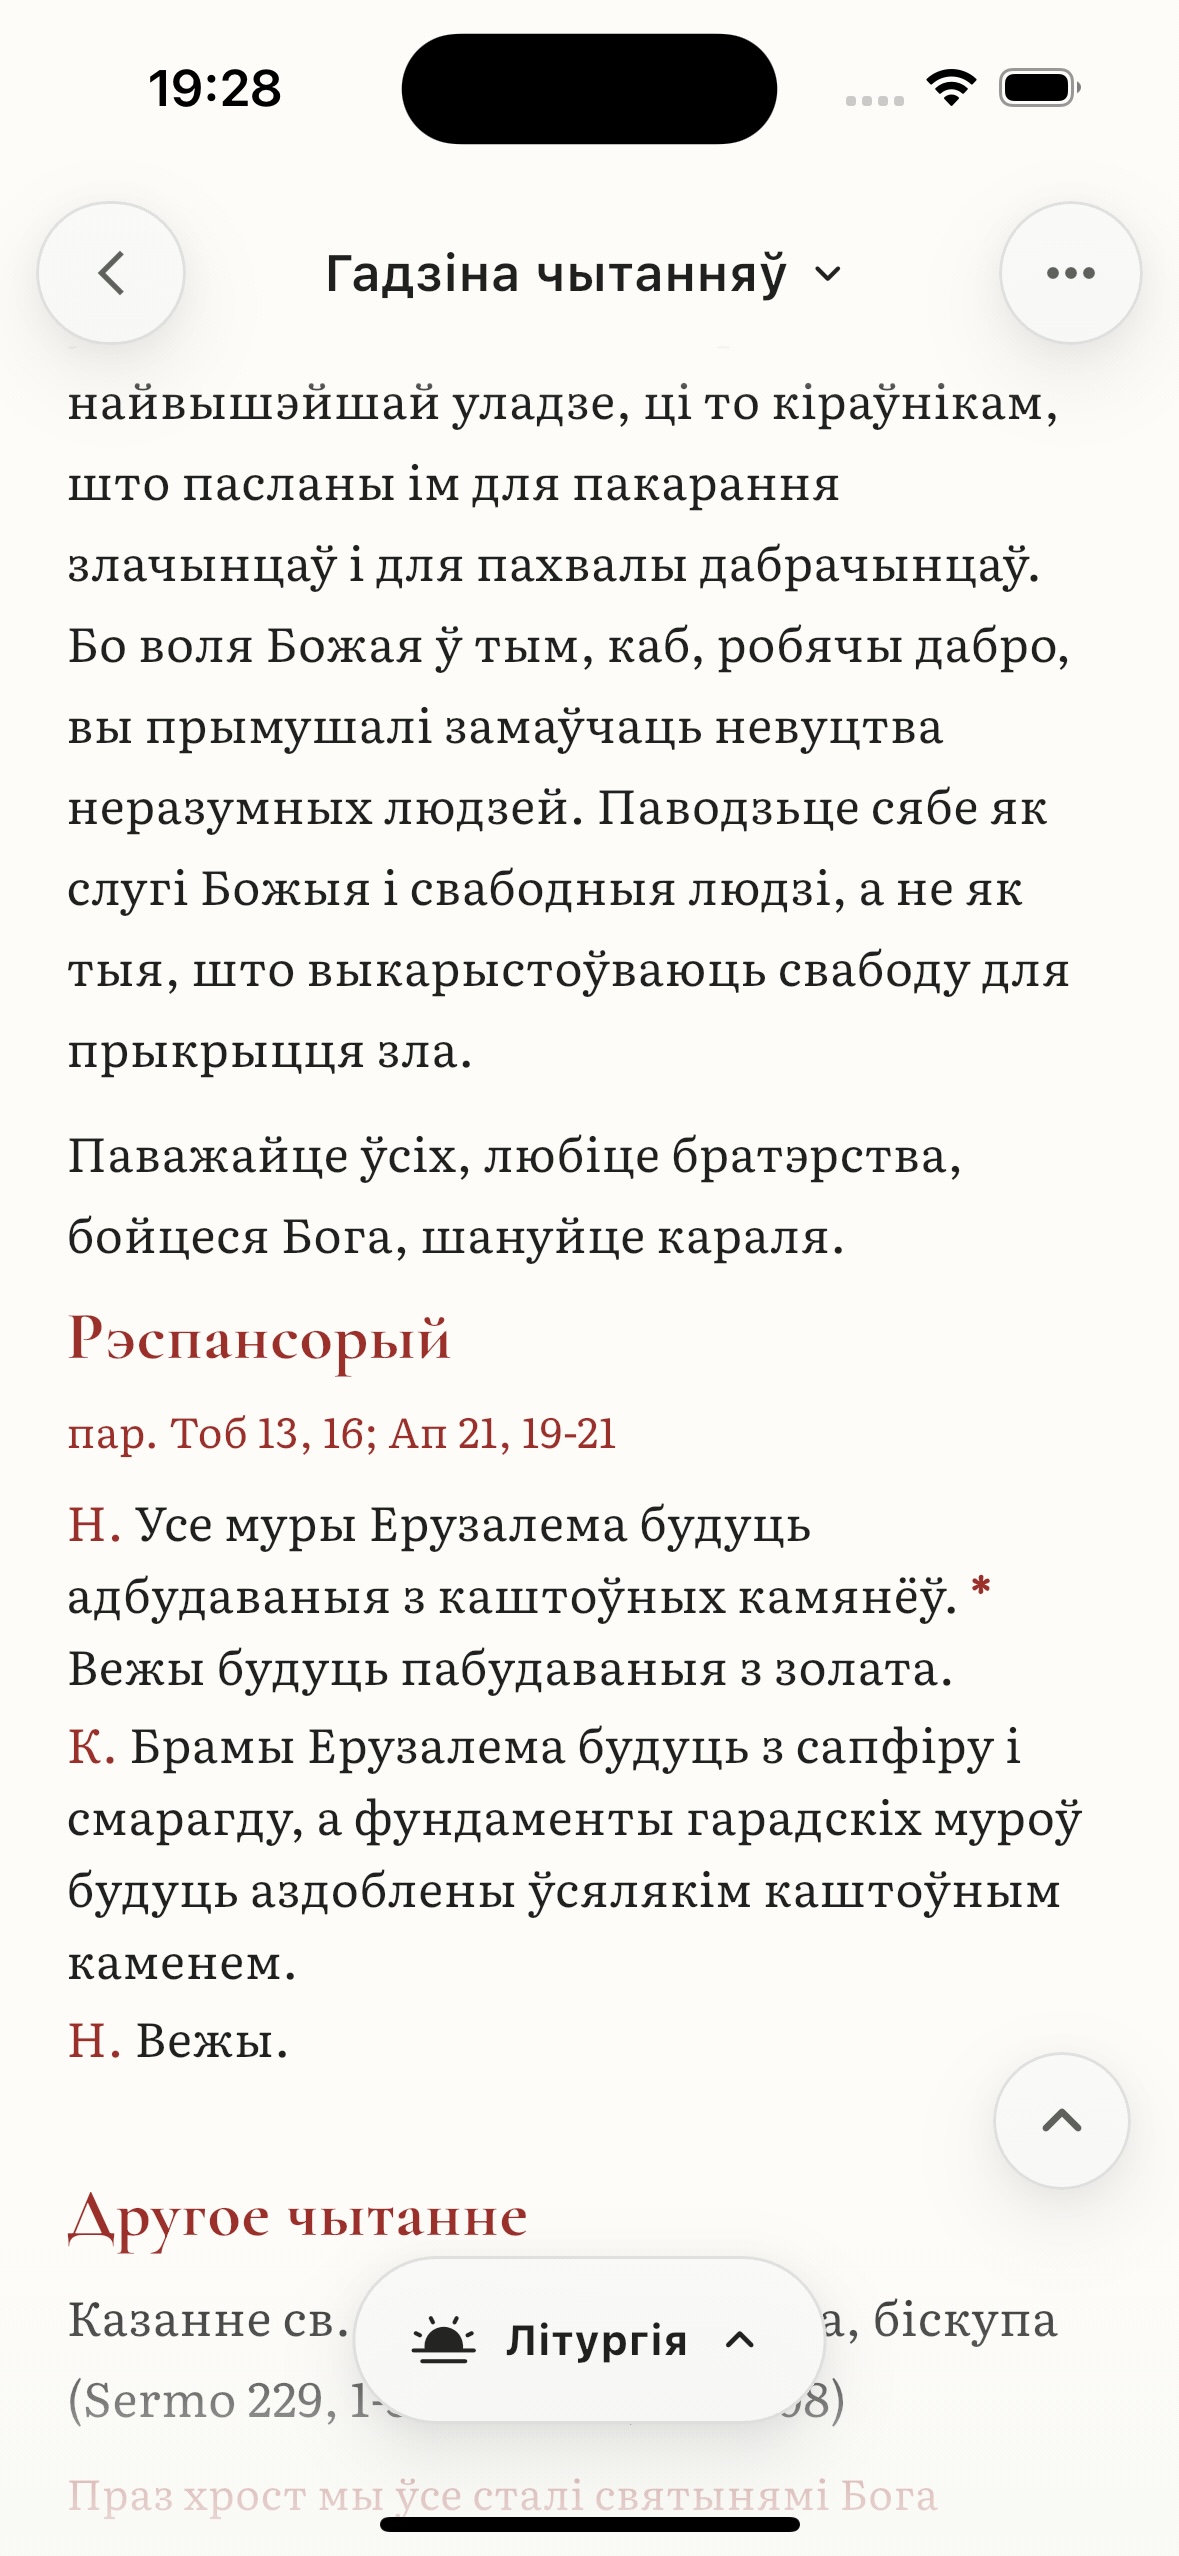 19:28
Гадзіна чытанняў
найвышэйшай уладзе, ці то кіраўнікам,
што пасланы ім для пакарання
злачынцаў і для пахвалы дабрачынцаў.
Бо воля Божая ў тым, каб, робячы дабро,
вы прымушалі замаўчаць невуцтва
неразумных людзей. Паводзьце сябе як
слугі Божыя і свабодныя людзі, а не як
тыя, што выкарыстоўваюць свабоду для
прыкрыцця зла.
Паважайце ўсіх, любіце братэрства,
бойцеся Бога, шануйце караля.
Рэспансорый
пар. Тоб 13, 16; Ап 21, 19-21
Н. Усе муры Ерузалема будуць
адбудаваныя з каштоўных камянёў. *
Вежы будуць пабудаваныя з золата.
К. Брамы Ерузалема будуць з сапфіру і
смарагду, а фундаменты гарадскіх муроў
будуць аздоблены ўсялякім каштоўным
каменем.
Н. Вежы.
Другое чытанне
Казанне св. біскупа
(Sermo 229,
Літургія
Праз хрост мы ўсе сталі святынямі Бога